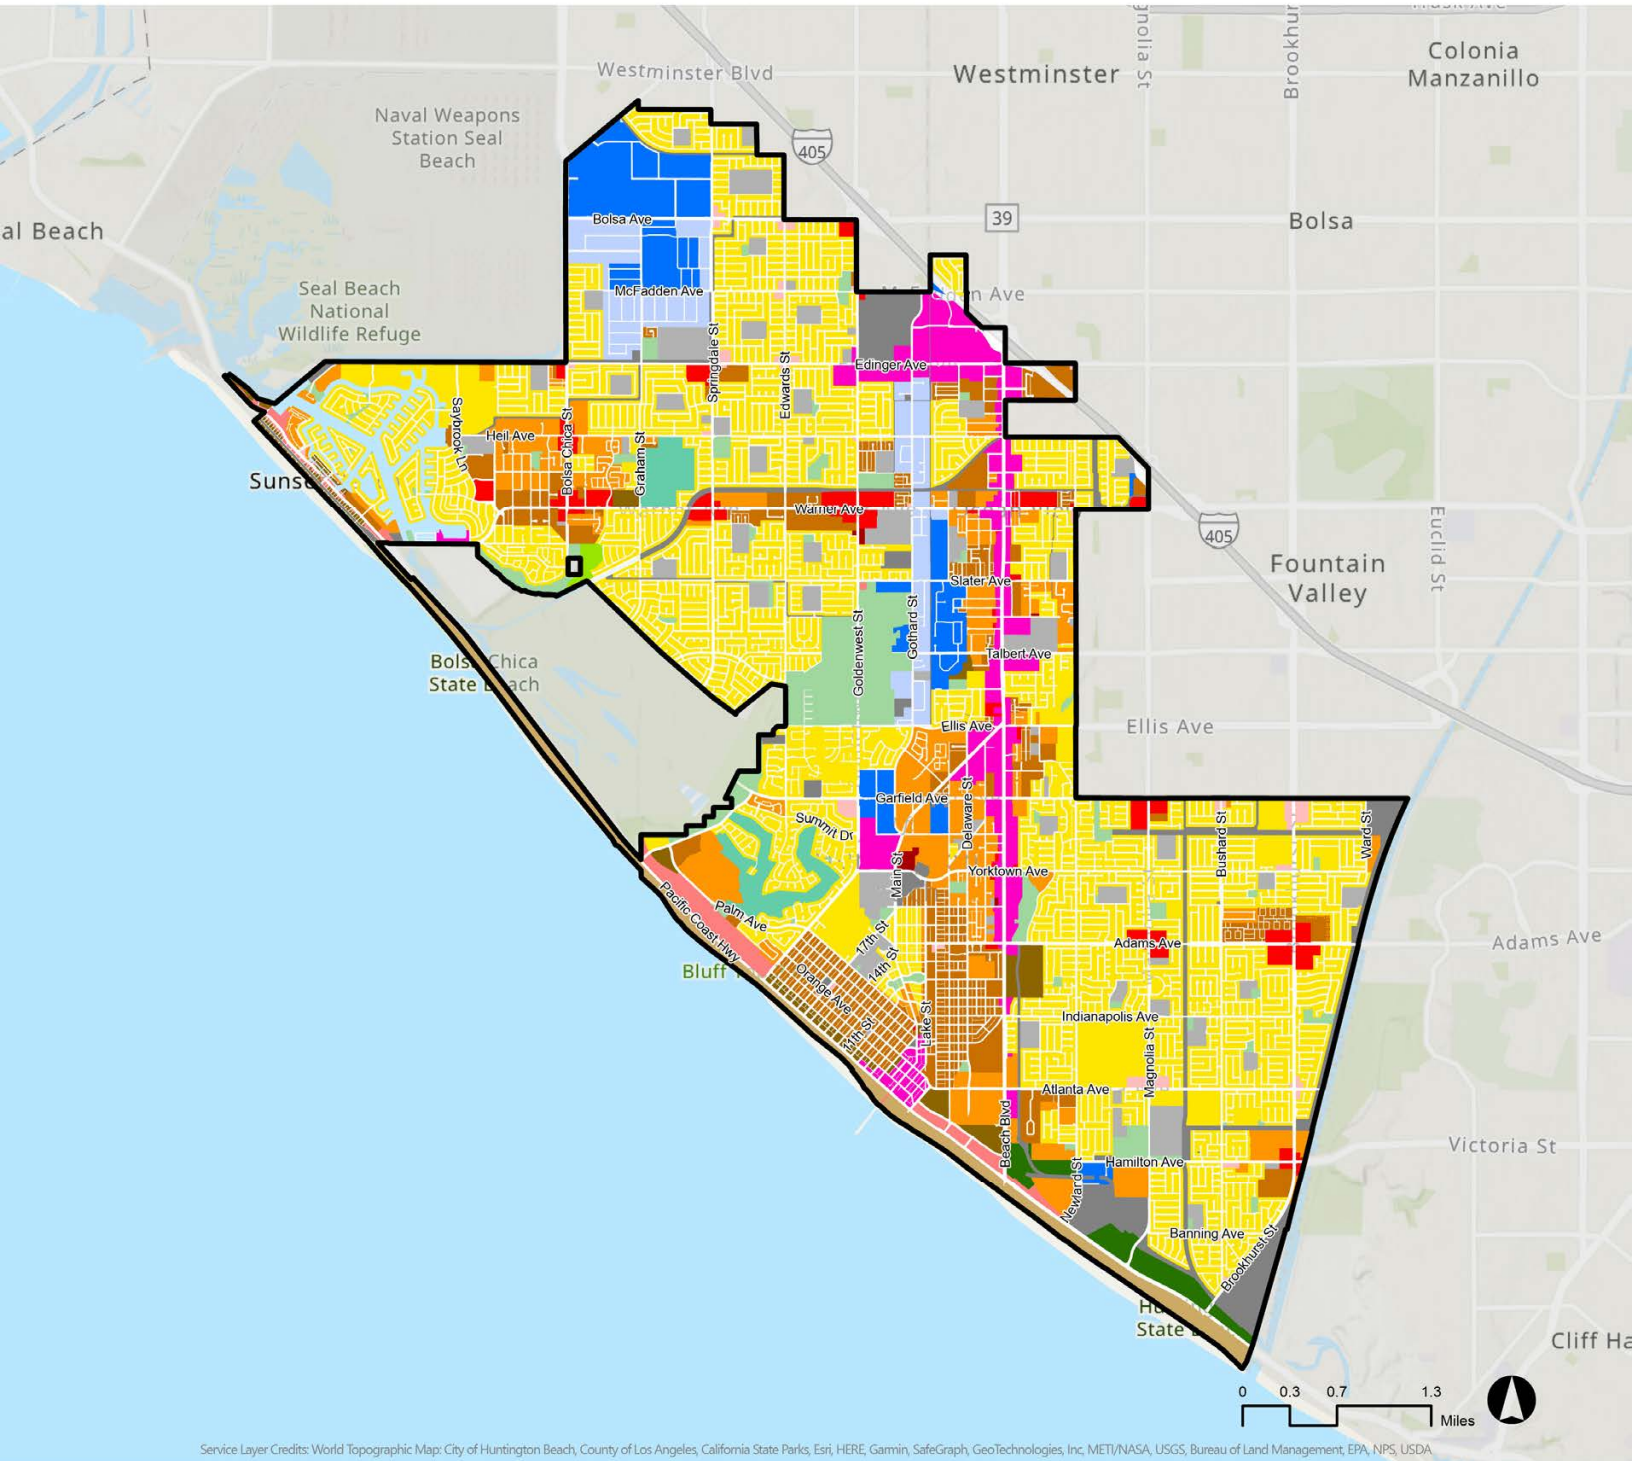 Westminster Blvd
Westminster
Colonia
Manzanillo
Naval Weapons
Station Seal
Beach
405
39
Bolsa
Bolsa Ave
al Beach
Seal Beach
National
Wildlife Refuge
McFadden Ave
Springdale St
Edwards St
Edinger Ave
Saybrook Ln
Heil Ave
Bolsa Chica St
Graham St
Warner Ave
405
Euclid St
Fountain
Valley
Slater Ave
Gothard St
Goldenwest St
Talbert Ave
Chica
State
Ellis Ave
Ellis Ave
Garfield Ave
Delaware St
Summit Dr
Main St
Yorktown Ave
Bushard St
Ward St
Pacific Coast Hwy
Palm Ave
17th St
14th St
Adams Ave
Adams Ave
Bluff
Orange Ave
11th St
Lake St
Indianapolis Ave
Magnolia St
Atlanta Ave
Beach Blvd
Victoria St
Hamilton Ave
Newland St
Banning Ave
Brookhurst St
State
Cliff Ha
0 0.3 0.7 1.3
Miles
Service Layer Credits: World Topographic Map: City of Huntington Beach, County of Los Angeles, California State Parks, Esri, HERE, Garmin, SafeGraph, GeoTechnologies, Inc, METI/NASA, USGS, Bureau of Land Management, EPA, NPS, USDA